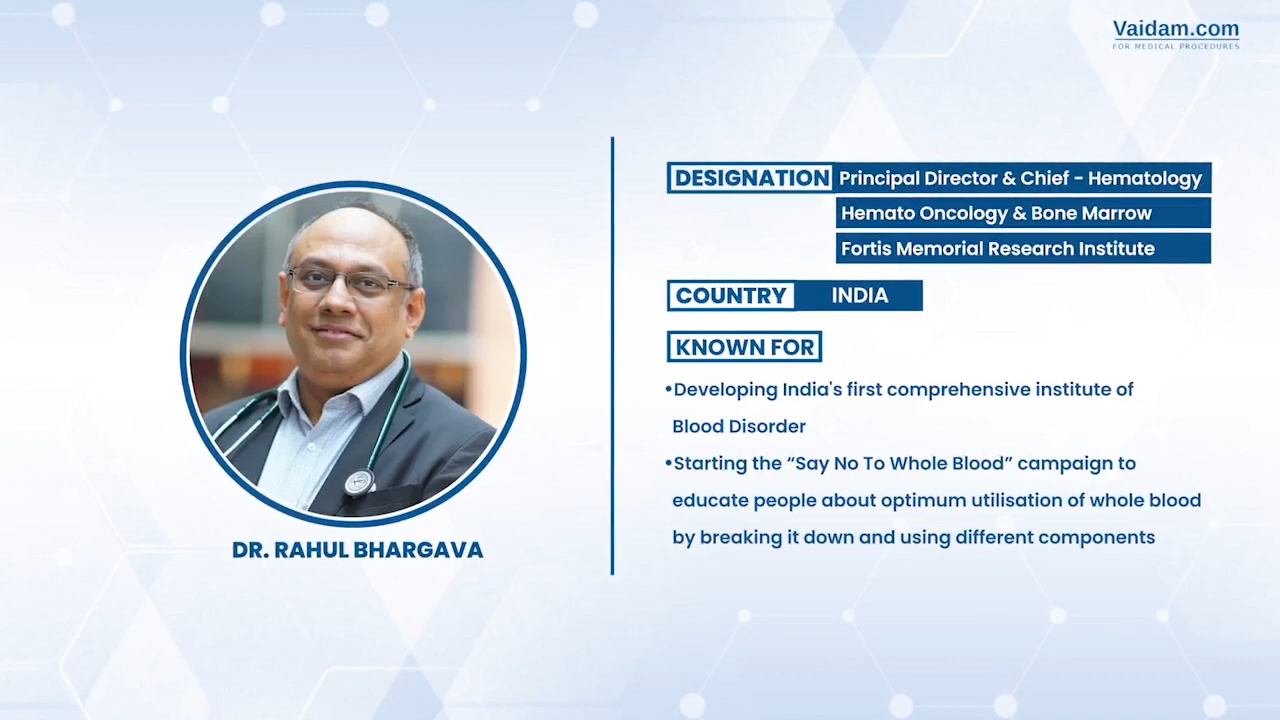 Vaidam.com
FOR MEDICAL PROCEDURES
DESIGNATION Principal Director & Chief - Hematology
Hemato Oncology & Bone Marrow
Fortis Memorial Research Institute
COUNTRY INDIA
KNOWN FOR
•Developing India's first comprehensive institute of
Blood Disorder
•Starting the “Say No To Whole Blood” campaign to
educate people about optimum utilisation of whole blood
by breaking it down and using different components
DR. RAHUL BHARGAVA